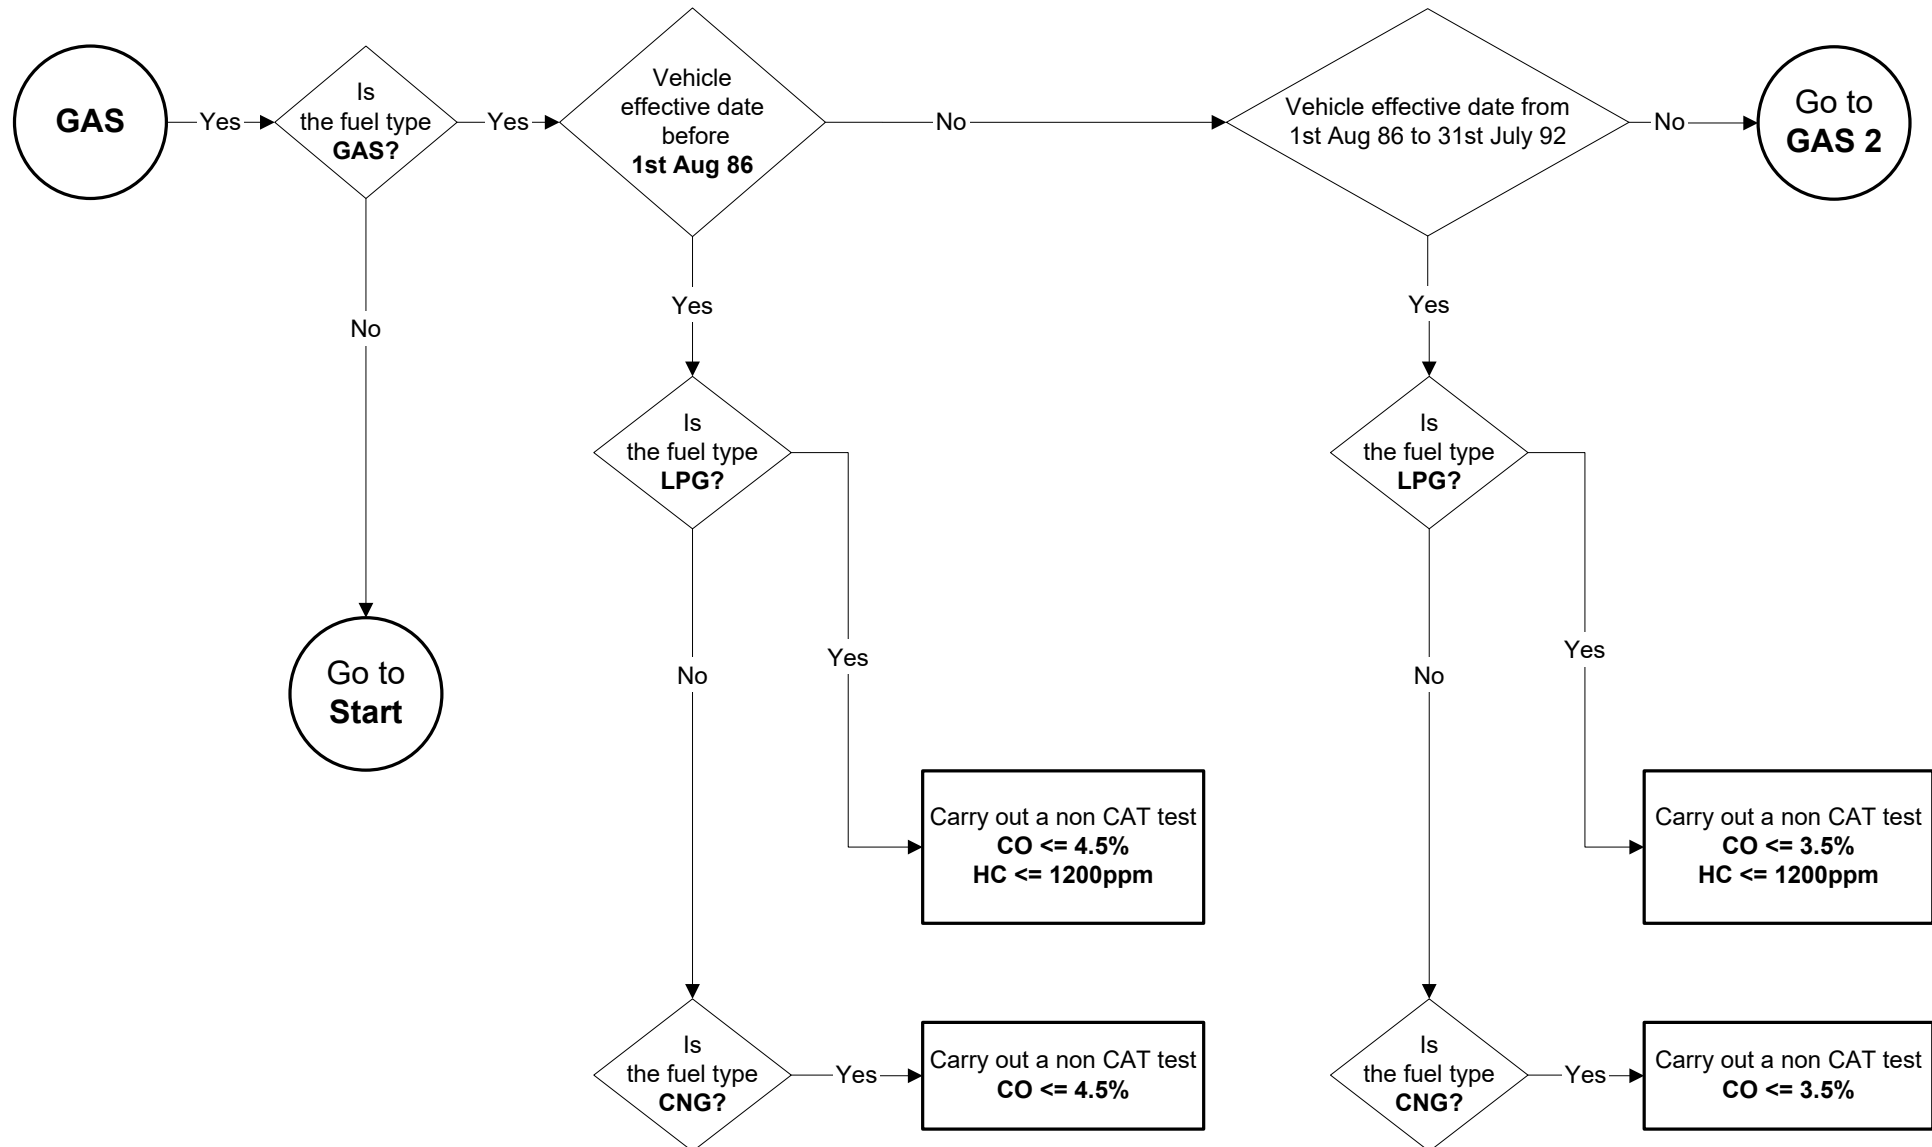 GAS
Yes
Is
the fuel type
GAS?
Yes
Vehicle
effective date
before
1st Aug 86
No
Vehicle effective date from
1st Aug 86 to 31st July 92
No
Go to
GAS 2
No
Yes
Yes
Is
the fuel type
LPG?
Is
the fuel type
LPG?
Go to
Start
No
Yes
No
Yes
Carry out a non CAT test
CO <= 4.5%
HC <= 1200ppm
Carry out a non CAT test
CO <= 3.5%
HC <= 1200ppm
Is
the fuel type
CNG?
Yes
Carry out a non CAT test
CO <= 4.5%
Is
the fuel type
CNG?
Yes
Carry out a non CAT test
CO <= 3.5%